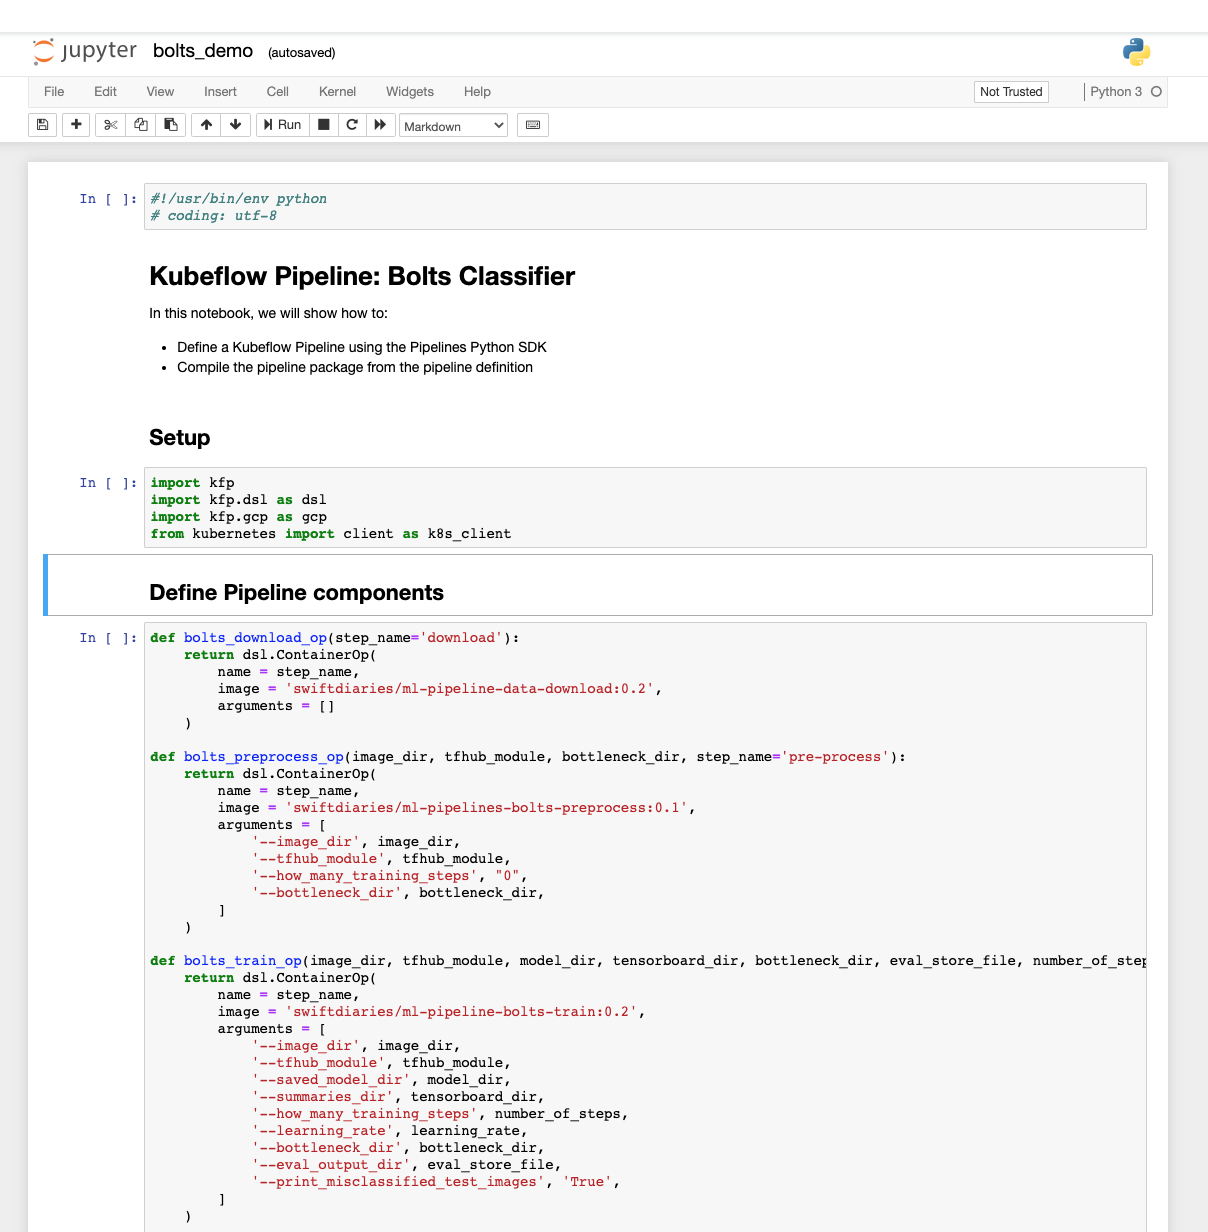 jupyter bolts_demo (autosaved)
File Edit View Insert Cell Kernel Widgets Help Not Trusted Python 3
Run Markdown
In [ ]: #!/usr/bin/env python
# coding: utf-8
Kubeflow Pipeline: Bolts Classifier
In this notebook, we will show how to:
• Define a Kubeflow Pipeline using the Pipelines Python SDK
• Compile the pipeline package from the pipeline definition
Setup
In [ ]: import kfp
import kfp.dsl as dsl
import kfp.gcp as gcp
from kubernetes import client as k8s_client
Define Pipeline components
In [ ]: def bolts_download_op(step_name='download'):
    return dsl.ContainerOp(
        name = step_name,
        image = 'swiftdiaries/ml-pipeline-data-download:0.2',
        arguments = []
    )
def bolts_preprocess_op(image_dir, tfhub_module, bottleneck_dir, step_name='pre-process'):
    return dsl.ContainerOp(
        name = step_name,
        image = 'swiftdiaries/ml-pipelines-bolts-preprocess:0.1',
        arguments = [
            '--image_dir', image_dir,
            '--tfhub_module', tfhub_module,
            '--how_many_training_steps', "0",
            '--bottleneck_dir', bottleneck_dir,
        ]
    )
def bolts_train_op(image_dir, tfhub_module, model_dir, tensorboard_dir, bottleneck_dir, eval_store_file, number_of_step
    return dsl.ContainerOp(
        name = step_name,
        image = 'swiftdiaries/ml-pipeline-bolts-train:0.2',
        arguments = [
            '--image_dir', image_dir,
            '--tfhub_module', tfhub_module,
            '--saved_model_dir', model_dir,
            '--summaries_dir', tensorboard_dir,
            '--how_many_training_steps', number_of_steps,
            '--learning_rate', learning_rate,
            '--bottleneck_dir', bottleneck_dir,
            '--eval_output_dir', eval_store_file,
            '--print_misclassified_test_images', 'True',
        ]
    )